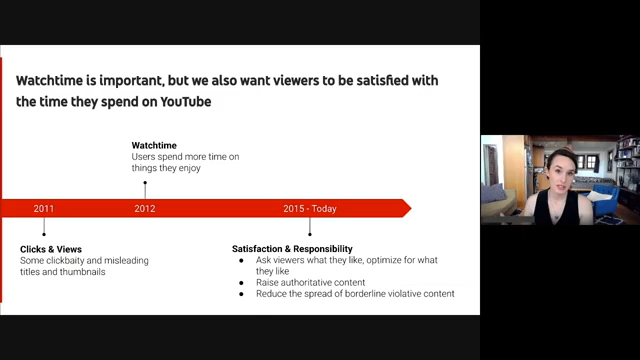 Watchtime is important, but we also want viewers to be satisfied with
the time they spend on YouTube
Watchtime
Users spend more time on
things they enjoy
2011
2012
2015 - Today
Clicks & Views
Some clickbaity and misleading
titles and thumbnails
Satisfaction & Responsibility
● Ask viewers what they like, optimize for what
they like
● Raise authoritative content
● Reduce the spread of borderline violative content